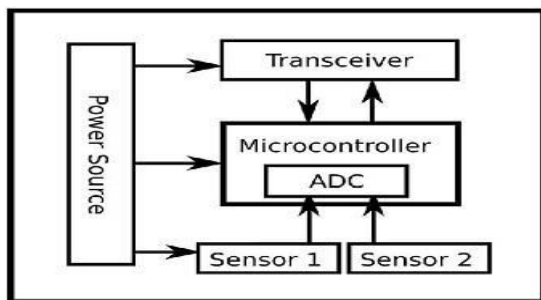 Power Source
Transceiver
Microcontroller
ADC
Sensor 1
Sensor 2